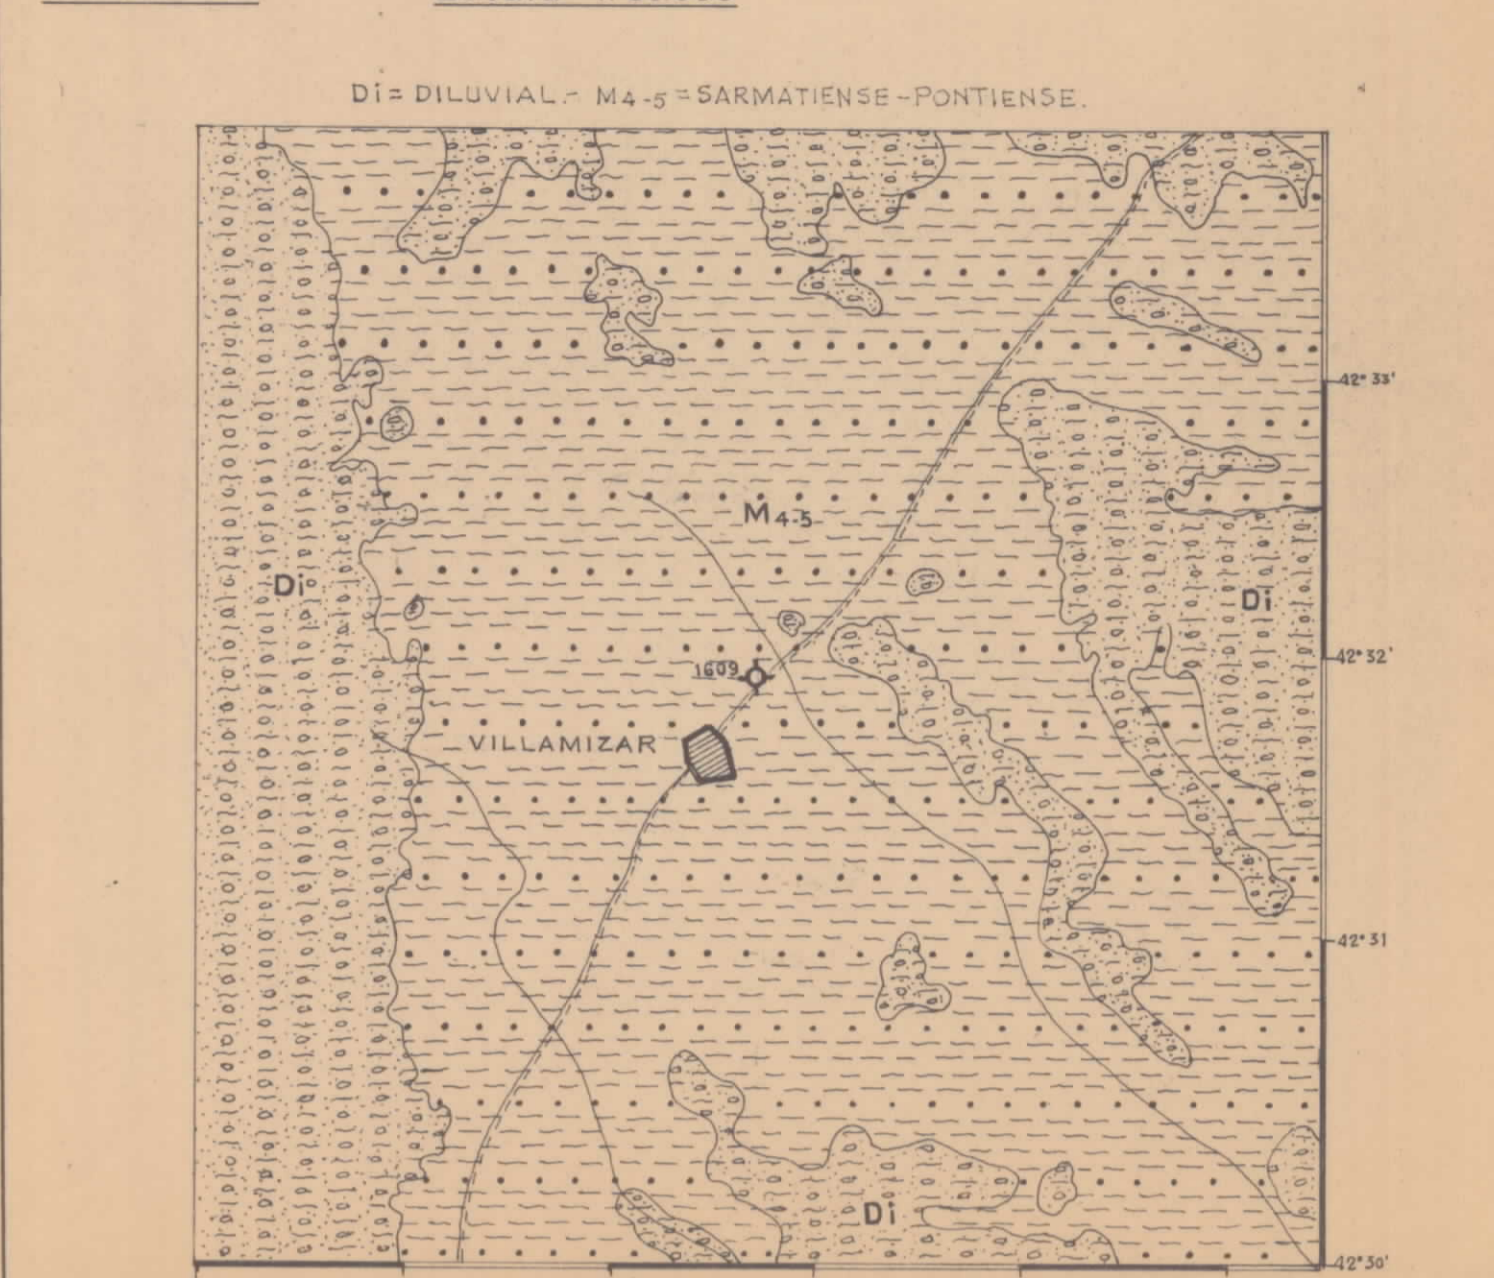 Di = DILUVIAL.- M4-5 = SARMATIENSE-PONTIENSE.
42° 33'
M4-5
Di
Di
42° 32'
1609
VILLAMIZAR
42° 31
Di
42° 30'